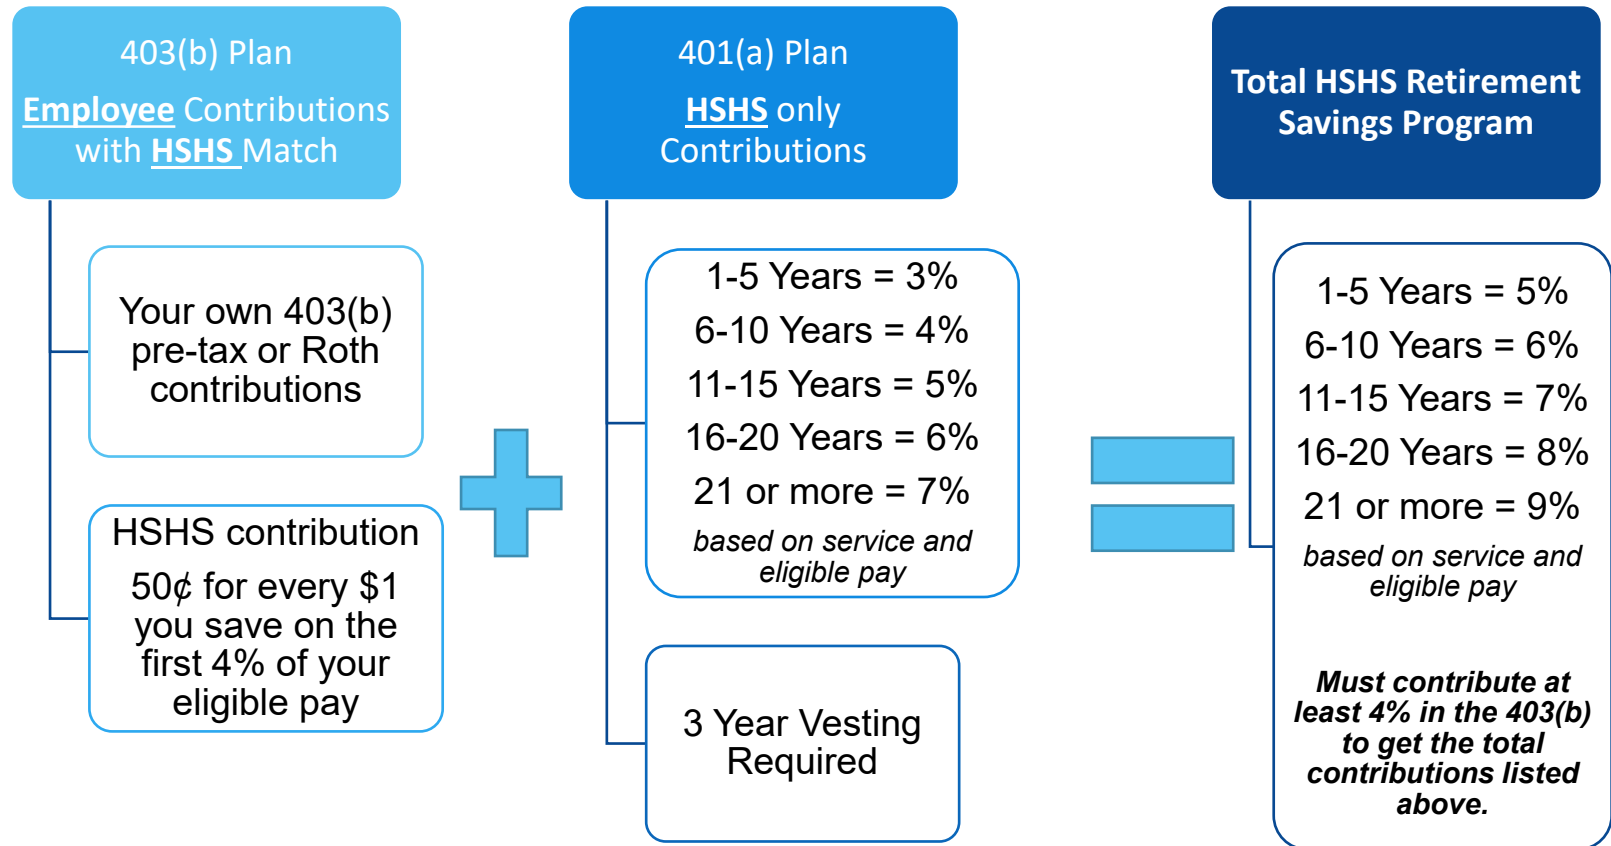 403(b) Plan
Employee Contributions
with HSHS Match
Your own 403(b)
pre-tax or Roth
contributions
HSHS contribution
50¢ for every $1
you save on the
first 4% of your
eligible pay
401(a) Plan
HSHS only
Contributions
1-5 Years = 3%
6-10 Years = 4%
11-15 Years = 5%
16-20 Years = 6%
21 or more = 7%
based on service and
eligible pay
3 Year Vesting
Required
Total HSHS Retirement
Savings Program
1-5 Years = 5%
6-10 Years = 6%
11-15 Years = 7%
16-20 Years = 8%
21 or more = 9%
based on service and
eligible pay
Must contribute at
least 4% in the 403(b)
to get the total
contributions listed
above.